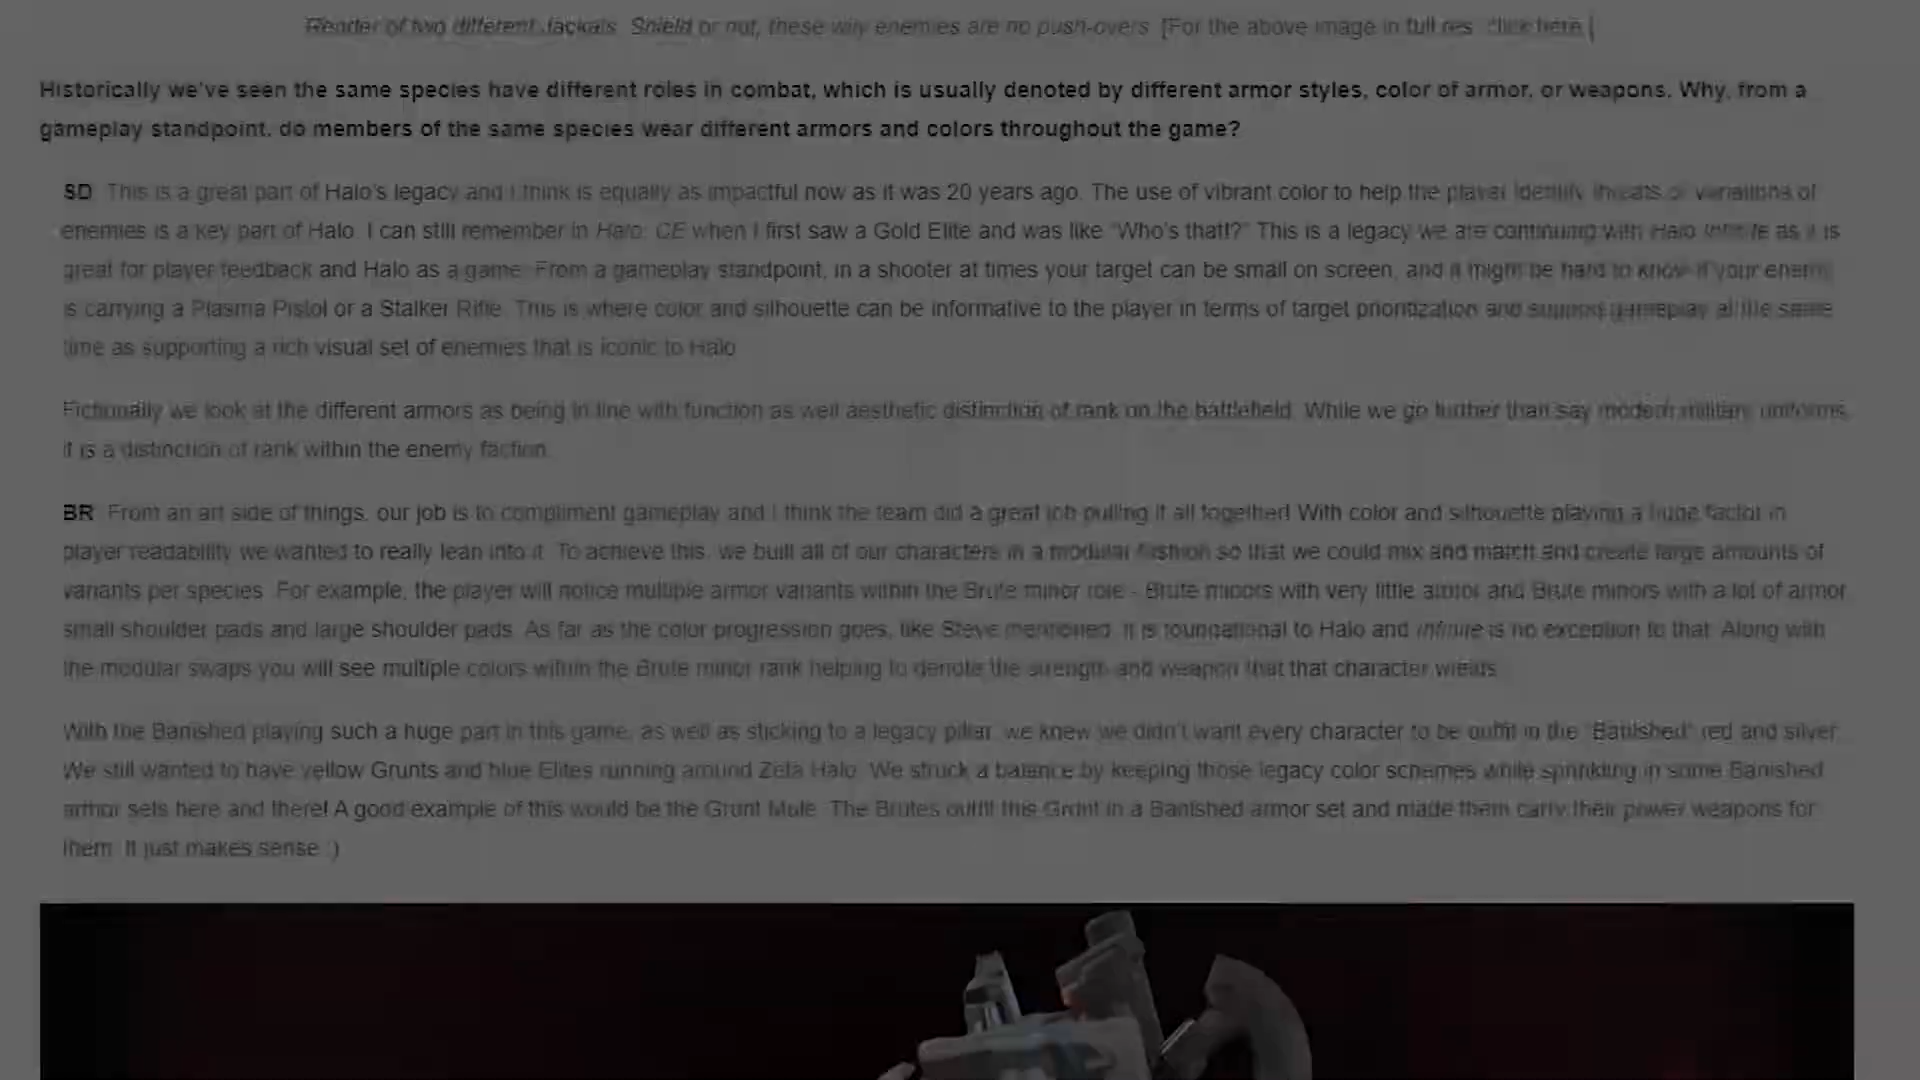 Render of two different Jackals. Shield or not, these wily enemies are no push-overs. [For the above image in full res, click here.]
Historically we've seen the same species have different roles in combat, which is usually denoted by different armor styles, color of armor, or weapons. Why, from a
gameplay standpoint, do members of the same species wear different armors and colors throughout the game?
SD: This is a great part of Halo's legacy and I think is equally as impactful now as it was 20 years ago. The use of vibrant color to help the player identify threats or variations of
enemies is a key part of Halo. I can still remember in Halo: CE when I first saw a Gold Elite and was like "Who's that!?" This is a legacy we are continuing with Halo Infinite as it is
great for player feedback and Halo as a game. From a gameplay standpoint, in a shooter at times your target can be small on screen, and it might be hard to know if your enemy
is carrying a Plasma Pistol or a Stalker Rifle. This is where color and silhouette can be informative to the player in terms of target prioritization and support gameplay at the same
time as supporting a rich visual set of enemies that is iconic to Halo.
Fictionally we look at the different armors as being in line with function as well aesthetic distinction of rank on the battlefield. While we go further than say modern military uniforms,
it is a distinction of rank within the enemy faction.
BR: From an art side of things, our job is to compliment gameplay and I think the team did a great job pulling it all together! With color and silhouette playing a huge factor in
player readability we wanted to really lean into it. To achieve this, we built all of our characters in a modular fashion so that we could mix and match and create large amounts of
variants per species. For example, the player will notice multiple armor variants within the Brute minor role - Brute minors with very little armor and Brute minors with a lot of armor,
small shoulder pads and large shoulder pads. As far as the color progression goes, like Steve mentioned, it is foundational to Halo and Infinite is no exception to that. Along with
the modular swaps you will see multiple colors within the Brute minor rank helping to denote the strength and weapon that that character wields.
With the Banished playing such a huge part in this game, as well as sticking to a legacy pillar, we knew we didn't want every character to be outfit in the "Banished" red and silver.
We still wanted to have yellow Grunts and blue Elites running around Zeta Halo. We struck a balance by keeping those legacy color schemes while sprinkling in some Banished
armor sets here and there! A good example of this would be the Grunt Mule. The Brutes outfit this Grunt in a Banished armor set and made them carry their power weapons for
them. It just makes sense :)